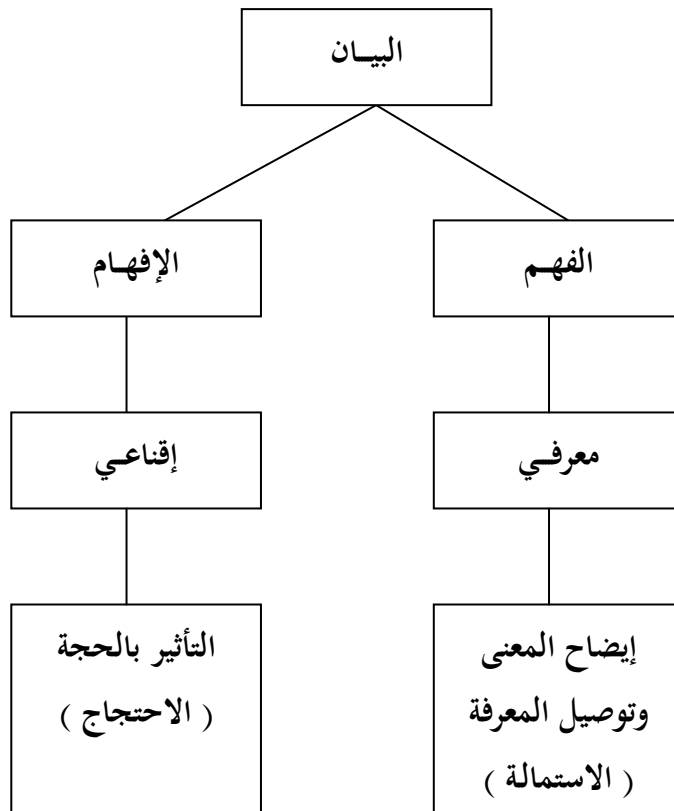 البيـان
الفهـم
الإفهـام
معرفـي
إقناعـي
إيضاح المعنى
وتوصيل المعرفة
( الاستمالة )
التأثير بالحجة
( الاحتجاج )